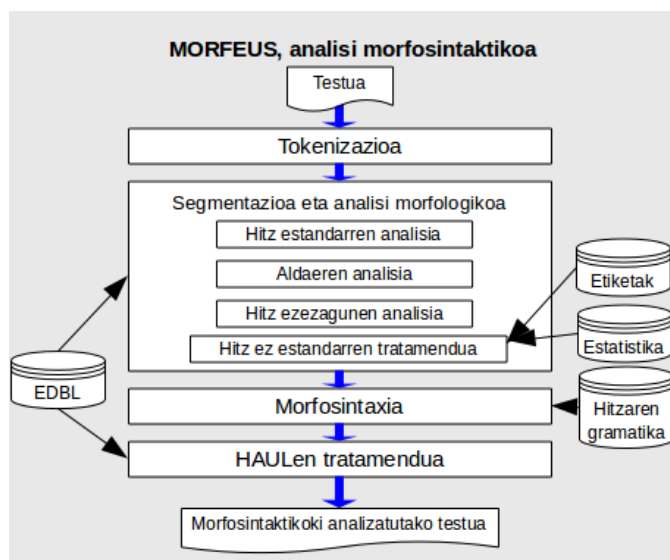 MORFEUS, analisi morfosintaktikoa
Testua
Tokenizazioa
Segmentazioa eta analisi morfologikoa
Hitz estandarren analisia
Aldaeren analisia
Hitz ezezagunen analisia
Hitz ez estandarren tratamendua
Etiketak
Estatistika
EDBL
Morfosintaxia
Hitzaren
gramatika
HAULen tratamendua
Morfosintaktikoki analizatutako testua